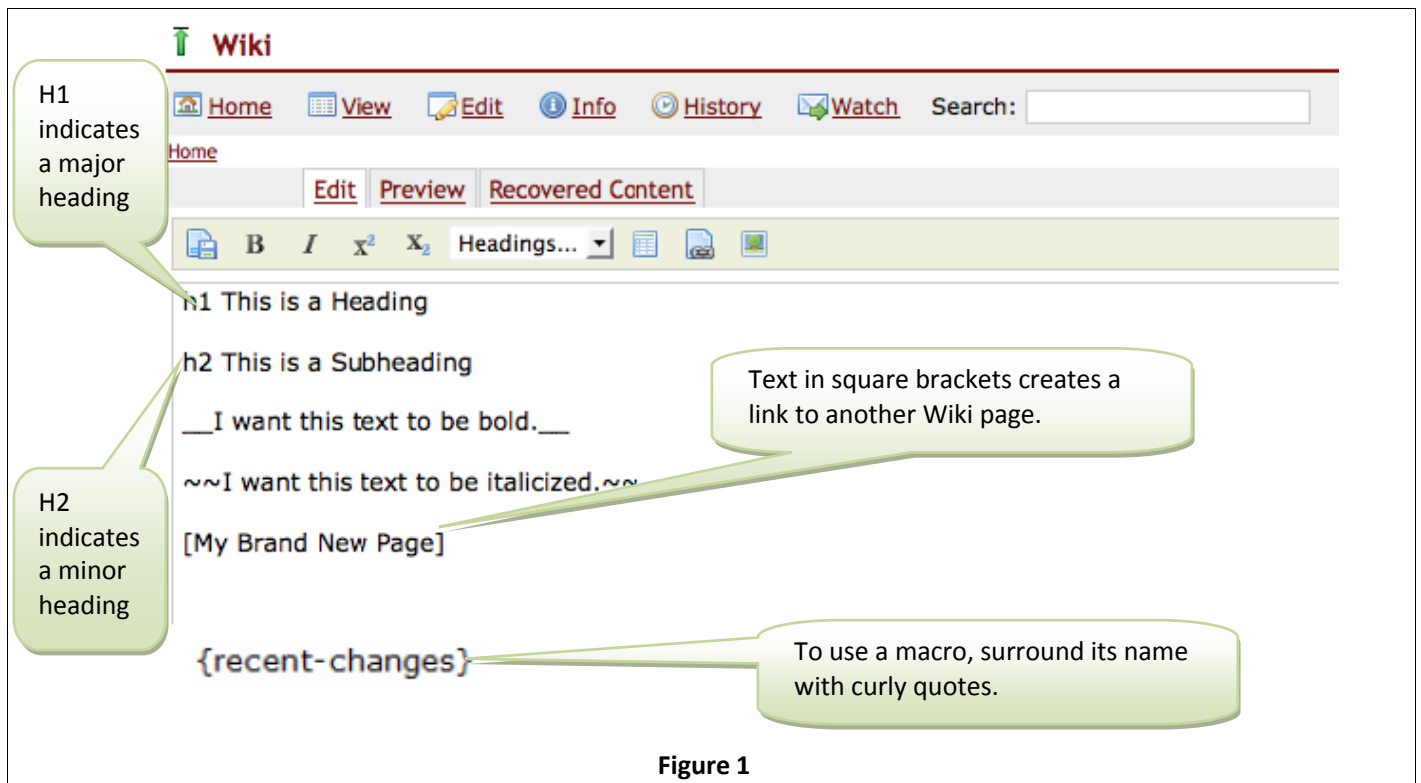 Wiki
Home View Edit Info History Watch Search:
Home
Edit Preview Recovered Content
B I X² X₂ Headings...
H1
indicates
a major
heading
h1 This is a Heading
h2 This is a Subheading
__I want this text to be bold.__
~~I want this text to be italicized.~~
[My Brand New Page]
Text in square brackets creates a
link to another Wiki page.
H2
indicates
a minor
heading
{recent-changes}
To use a macro, surround its name
with curly quotes.
Figure 1